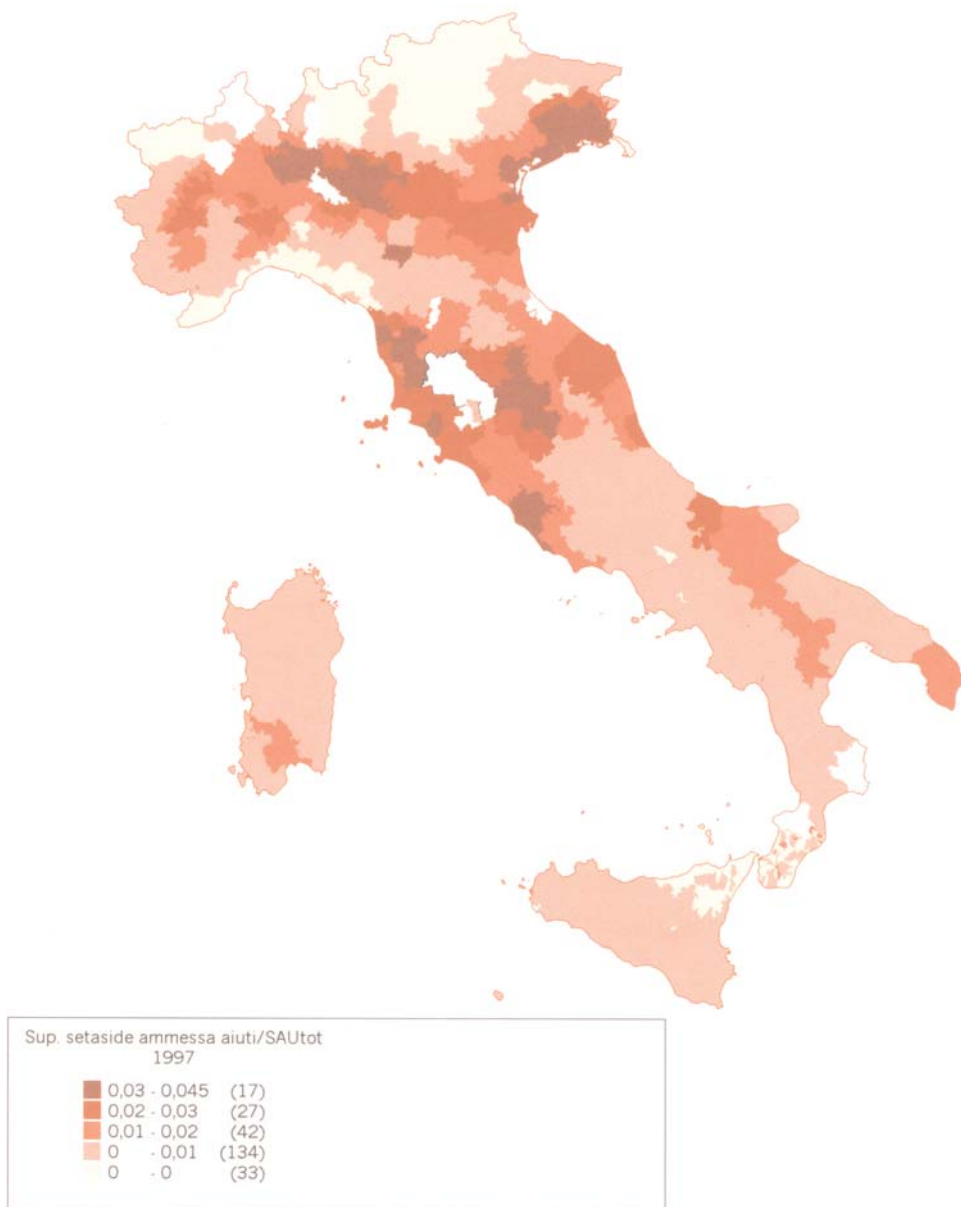 Sup. setaside ammessa aiuti/SAUtot
1997
0,03 - 0,045 (17)
0,02 - 0,03 (27)
0,01 - 0,02 (42)
0 - 0,01 (134)
0 - 0 (33)